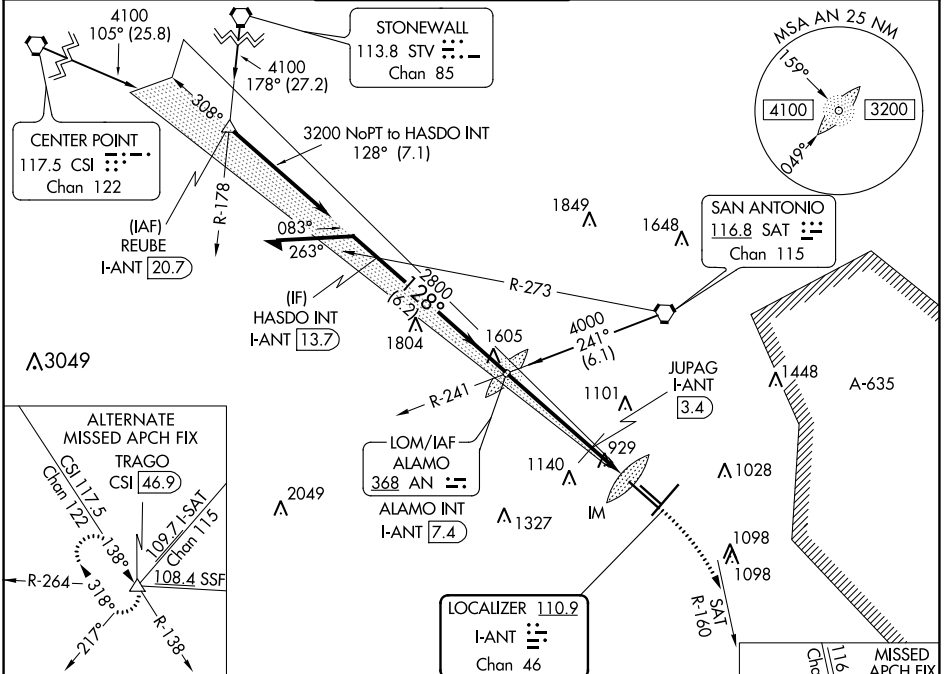 4100
105° (25.8)
STONEWALL
113.8 STV
Chan 85
4100
178° (27.2)
MSA AN 25 NM
159°
4100
3200
049°
CENTER POINT
117.5 CSI
Chan 122
308°
3200 NoPT to HASDO INT
128° (7.1)
R-178
(IAF)
REUBE
I-ANT 20.7
083°
263°
1849
1648
SAN ANTONIO
116.8 SAT
Chan 115
R-273
(IF)
HASDO INT
I-ANT 13.7
2800
128°
(6.2)
1804
1605
4000
241°
(6.1)
3049
R-241
1101
JUPAG
I-ANT
3.4
1448
A-635
LOM/IAF
ALAMO
368 AN
ALAMO INT
I-ANT 7.4
929
1140
1028
IM
2049
1327
1098
1098
SAT
R-160
ALTERNATE
MISSED APCH FIX
TRAGO
CSI 46.9
CSI 117.5
Chan 122
109.7 I-SAT
Chan 115
138°
108.4 SSF
R-264
318°
217°
R-138
LOCALIZER 110.9
I-ANT
Chan 46
MISSED
APCH FIX